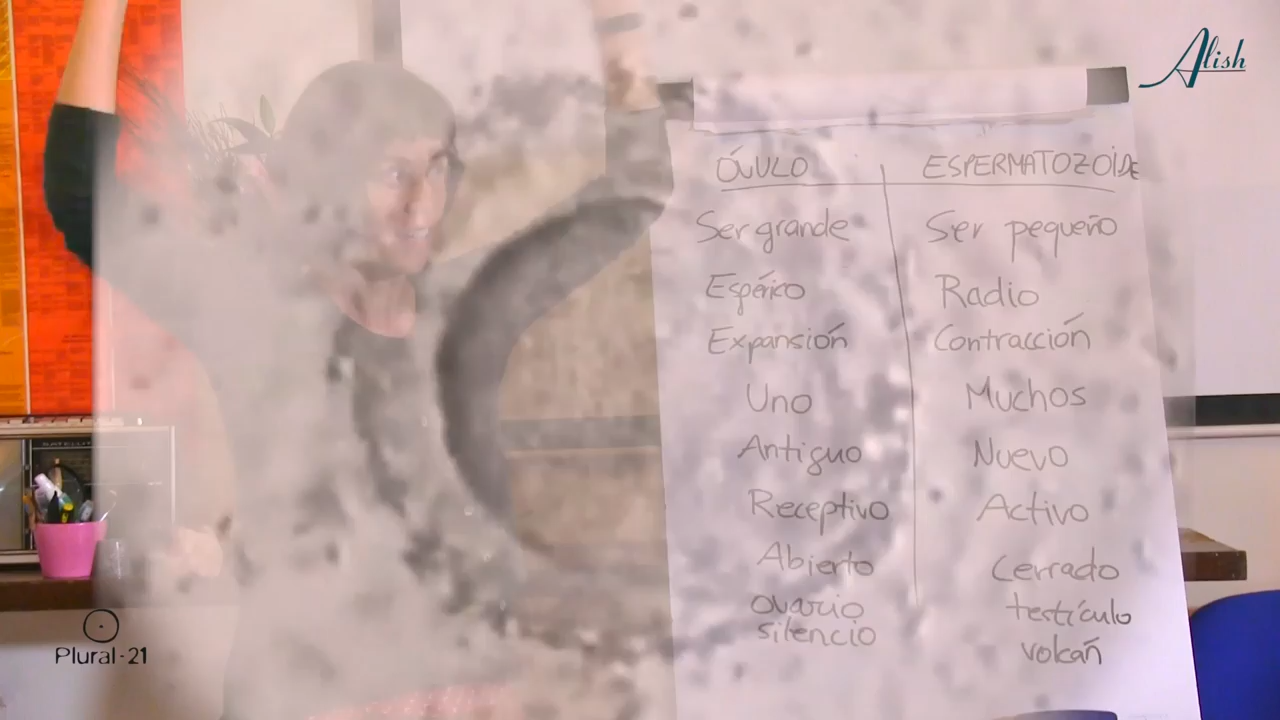 Alish
ÓVULO ESPERMATOZOIDE
Ser grande Ser pequeño
Esférico Radio
Expansión Contracción
Uno Muchos
Antiguo Nuevo
Receptivo Activo
Abierto Cerrado
ovario testículo
silencio volcán
Plural-21